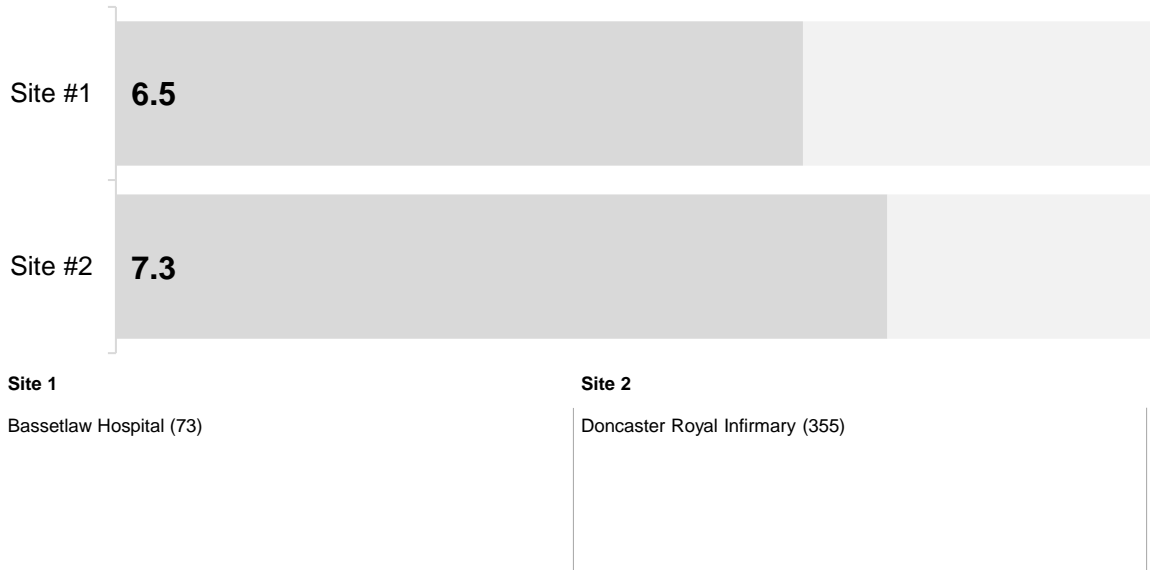 Site #1 6.5
Site #2 7.3
Site 1 Site 2
Bassetlaw Hospital (73) Doncaster Royal Infirmary (355)